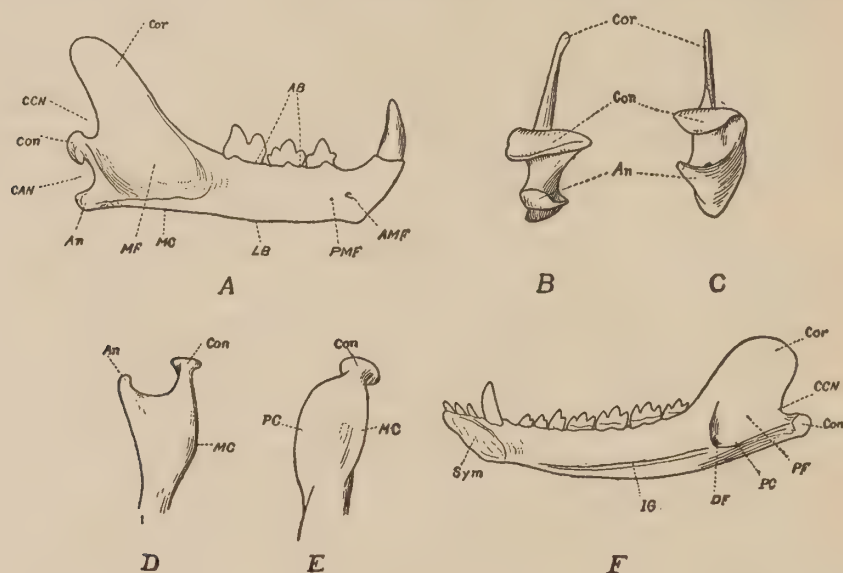 Cor
CCN
Con
CAN
An
MF
MC
AB
LB
PMF
AMF
A
Cor
Con
An
B
C
An
Con
MC
D
Con
PC
MC
E
Cor
CCN
Con
PF
PC
DF
IG
Sym
F